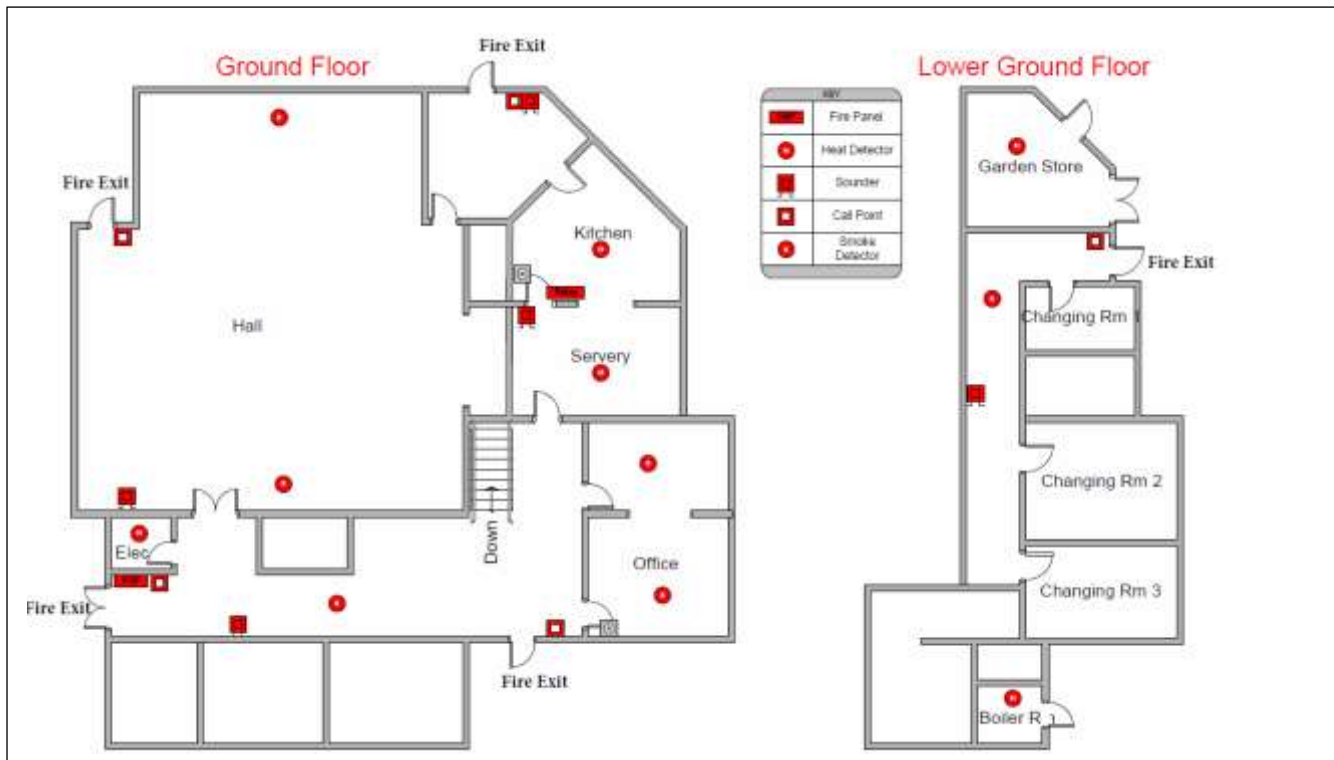 Ground Floor
Fire Exit
Fire Exit
Kitchen
Hall
Servery
Down
Elec
Office
Fire Exit
Fire Exit
KEY
Fire Panel
Heat Detector
Sounder
Call Point
Smoke
Detector
Lower Ground Floor
Garden Store
Fire Exit
Changing Rm
Changing Rm 2
Changing Rm 3
Boiler